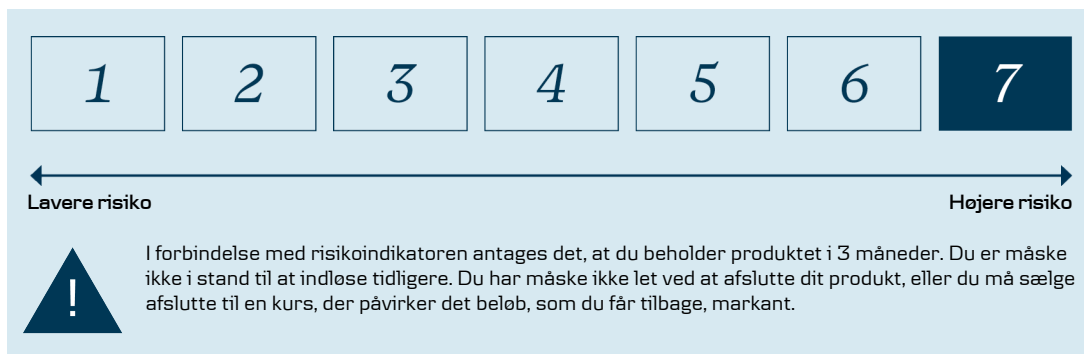 1 2 3 4 5 6 7
Lavere risiko Højere risiko
I forbindelse med risikoindikatoren antages det, at du beholder produktet i 3 måneder. Du er måske
ikke i stand til at indløse tidligere. Du har måske ikke let ved at afslutte dit produkt, eller du må sælge
afslutte til en kurs, der påvirker det beløb, som du får tilbage, markant.
!